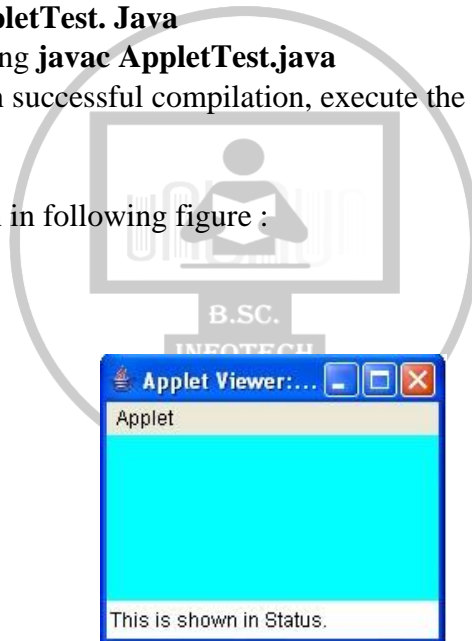 pletTest. Java
ng javac AppletTest.java
n successful compilation, execute the
in following figure :
B.SC.
INFOTECH
Applet Viewer:...
Applet
This is shown in Status.